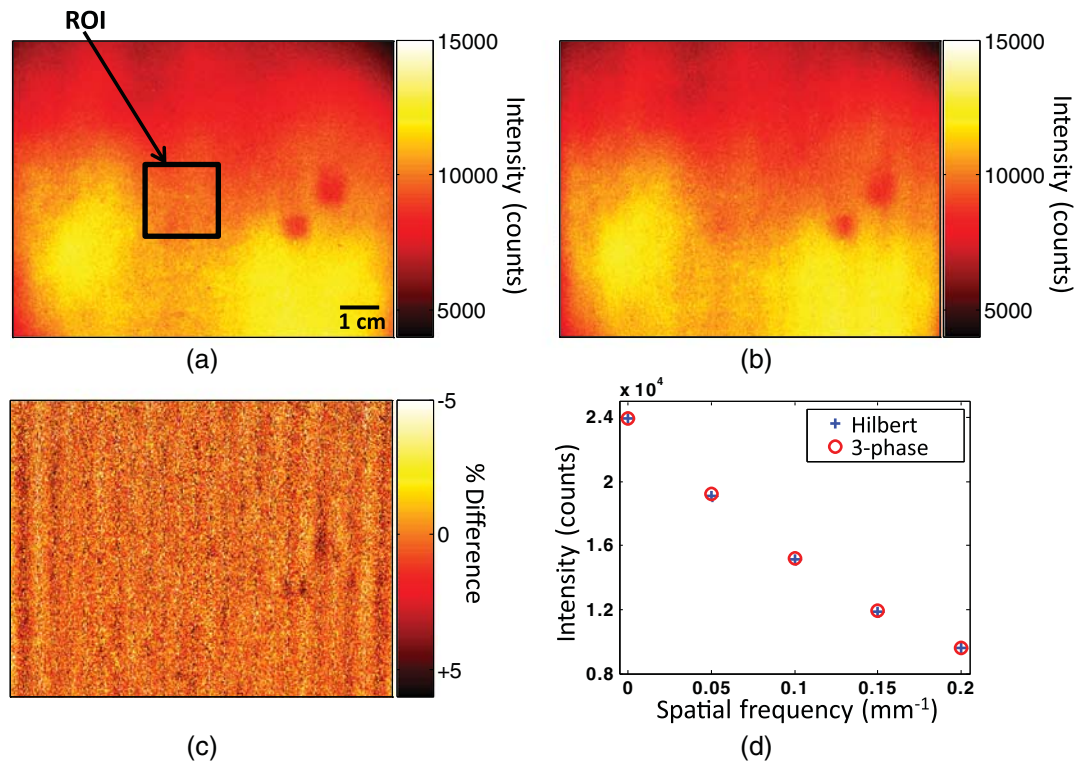 ROI
15000
10000
5000
Intensity (counts)
1 cm
(a)
15000
10000
5000
Intensity (counts)
(b)
-5
0
+5
% Difference
(c)
x 10⁴
2.4
2
1.6
1.2
0.8
Intensity (counts)
Hilbert
3-phase
0
0.05
0.1
0.15
0.2
Spatial frequency (mm⁻¹)
(d)